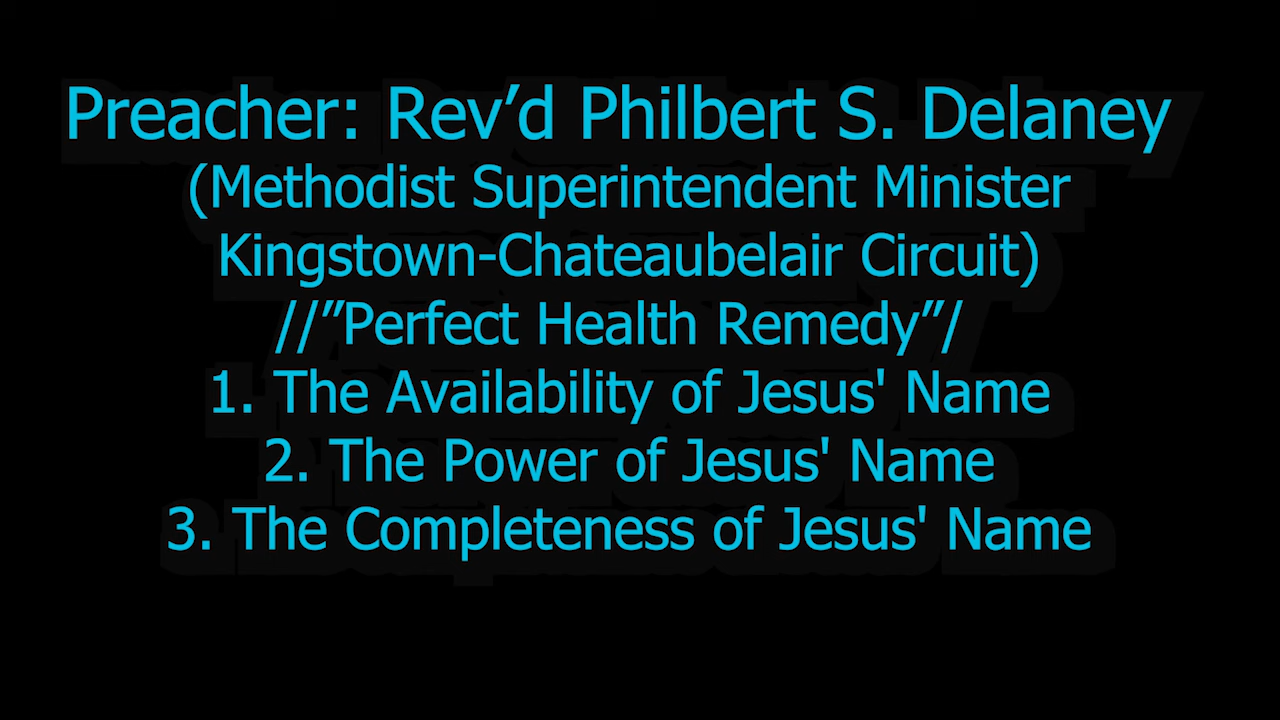 Preacher: Rev’d Philbert S. Delaney
(Methodist Superintendent Minister
Kingstown-Chateaubelair Circuit)
//”Perfect Health Remedy”/
1. The Availability of Jesus' Name
2. The Power of Jesus' Name
3. The Completeness of Jesus' Name